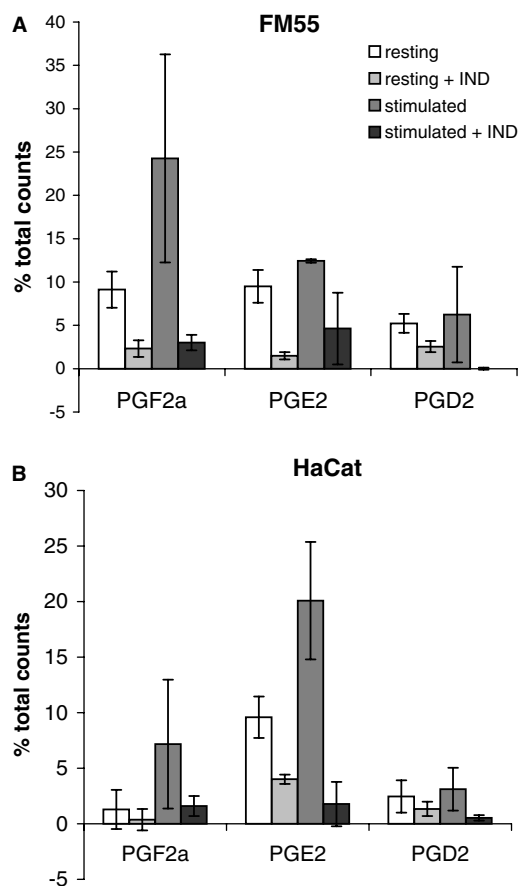 A
FM55
40
35
30
25
20
15
10
5
0
-5
% total counts
resting
resting + IND
stimulated
stimulated + IND
PGF2a
PGE2
PGD2
B
HaCat
30
25
20
15
10
5
0
-5
% total counts
PGF2a
PGE2
PGD2